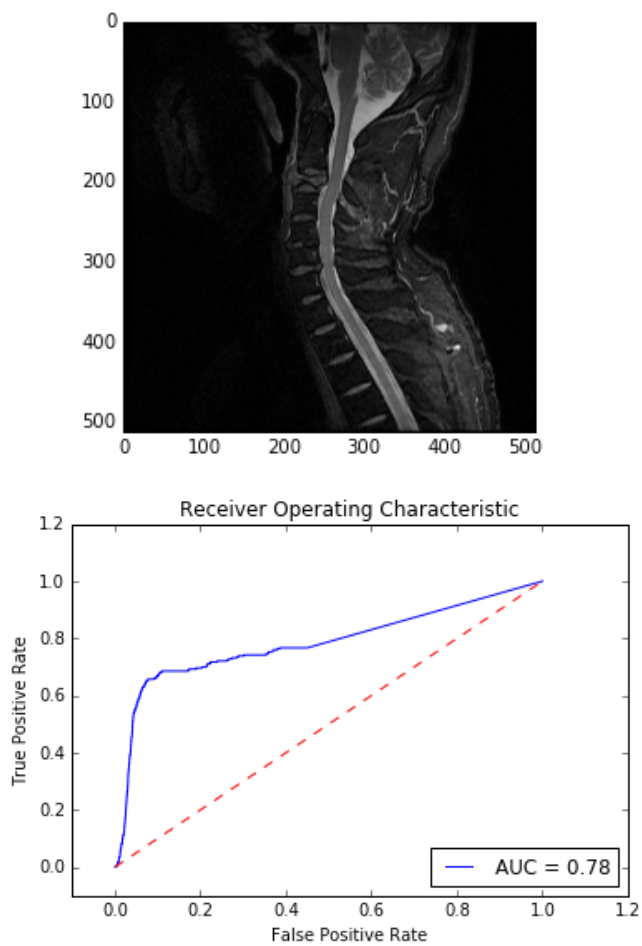 0
100
200
300
400
500
0 100 200 300 400 500
Receiver Operating Characteristic
1.2
1.0
0.8
0.6
0.4
0.2
0.0
True Positive Rate
AUC = 0.78
0.0 0.2 0.4 0.6 0.8 1.0 1.2
False Positive Rate